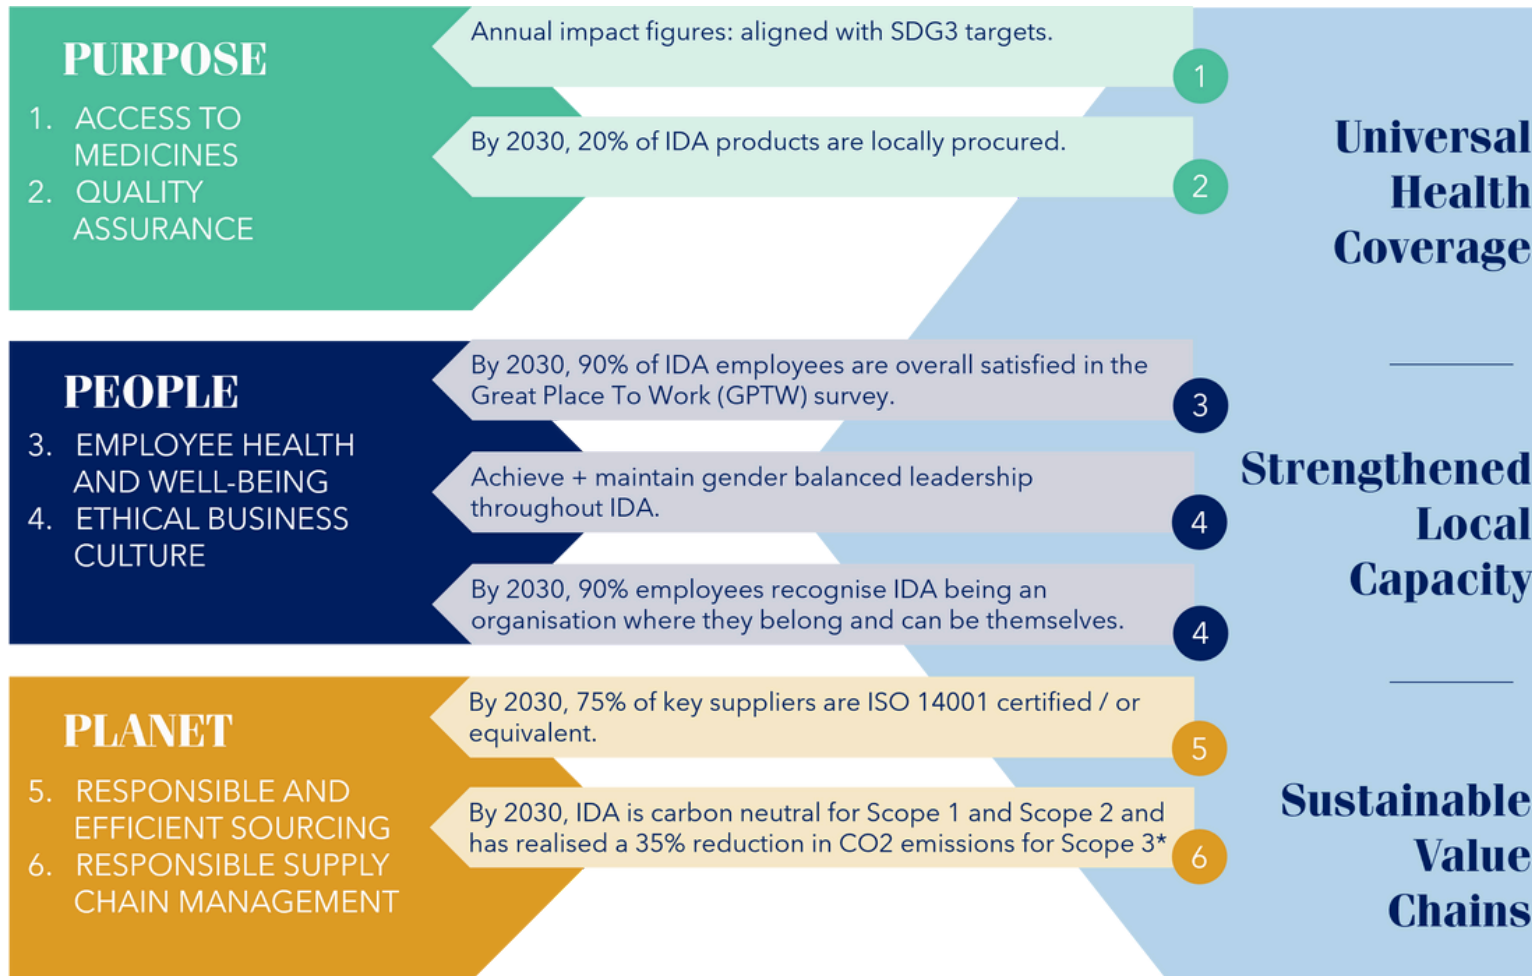 PURPOSE
1. ACCESS TO
MEDICINES
2. QUALITY
ASSURANCE
Annual impact figures: aligned with SDG3 targets.
1
By 2030, 20% of IDA products are locally procured.
2
PEOPLE
3. EMPLOYEE HEALTH
AND WELL-BEING
4. ETHICAL BUSINESS
CULTURE
By 2030, 90% of IDA employees are overall satisfied in the
Great Place To Work (GPTW) survey.
3
Achieve + maintain gender balanced leadership
throughout IDA.
4
By 2030, 90% employees recognise IDA being an
organisation where they belong and can be themselves.
4
PLANET
5. RESPONSIBLE AND
EFFICIENT SOURCING
6. RESPONSIBLE SUPPLY
CHAIN MANAGEMENT
By 2030, 75% of key suppliers are ISO 14001 certified / or
equivalent.
5
By 2030, IDA is carbon neutral for Scope 1 and Scope 2 and
has realised a 35% reduction in CO2 emissions for Scope 3*
6
Universal
Health
Coverage
Strengthened
Local
Capacity
Sustainable
Value
Chains